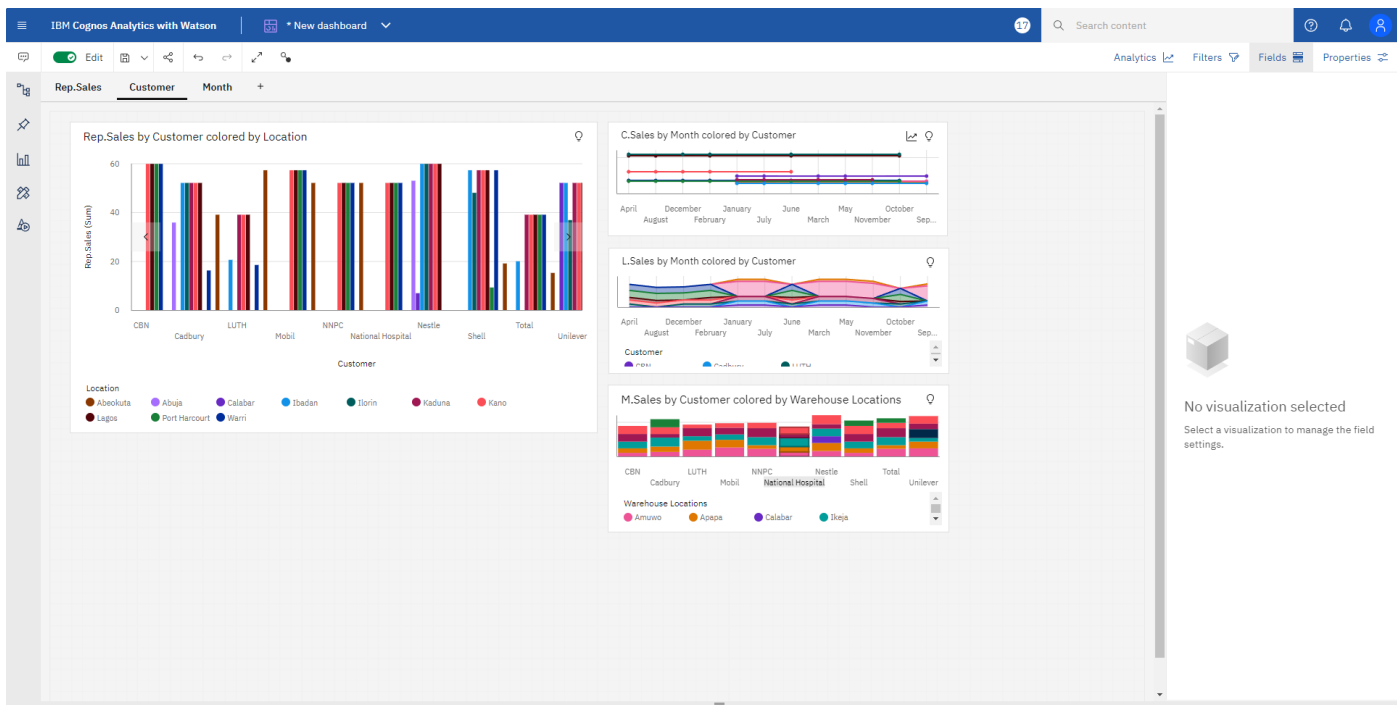 IBM Cognos Analytics with Watson
* New dashboard
17
Search content
Edit
Analytics
Filters
Fields
Properties
Rep.Sales Customer Month +
Rep.Sales by Customer colored by Location
Rep.Sales (Sum)
60
40
20
0
CBN LUTH NNPC Nestle Total
Cadbury Mobil National Hospital Shell Unilever
Customer
Location
Abeokuta Abuja Calabar Ibadan Ilorin Kaduna Kano
Lagos Port Harcourt Warri
C.Sales by Month colored by Customer
April December January June May October
August February July March November Sep...
L.Sales by Month colored by Customer
April December January June May October
August February July March November Sep...
Customer
CBN Cadbury LUTH
M.Sales by Customer colored by Warehouse Locations
CBN LUTH NNPC Nestle Total
Cadbury Mobil National Hospital Shell Unilever
Warehouse Locations
Amuwo Apapa Calabar Ikeja
No visualization selected
Select a visualization to manage the field
settings.